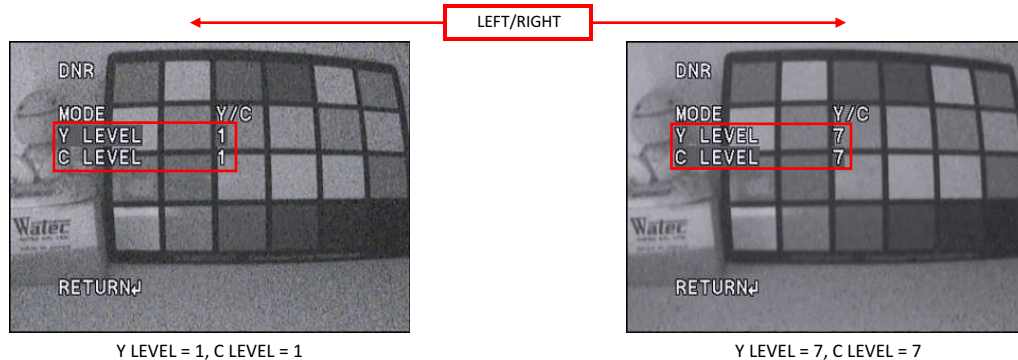 LEFT/RIGHT
DNR
MODE Y/C
Y LEVEL 1
C LEVEL 1
Watec
RETURN↲
Y LEVEL = 1, C LEVEL = 1
DNR
MODE Y/C
Y LEVEL 7
C LEVEL 7
Watec
RETURN↲
Y LEVEL = 7, C LEVEL = 7